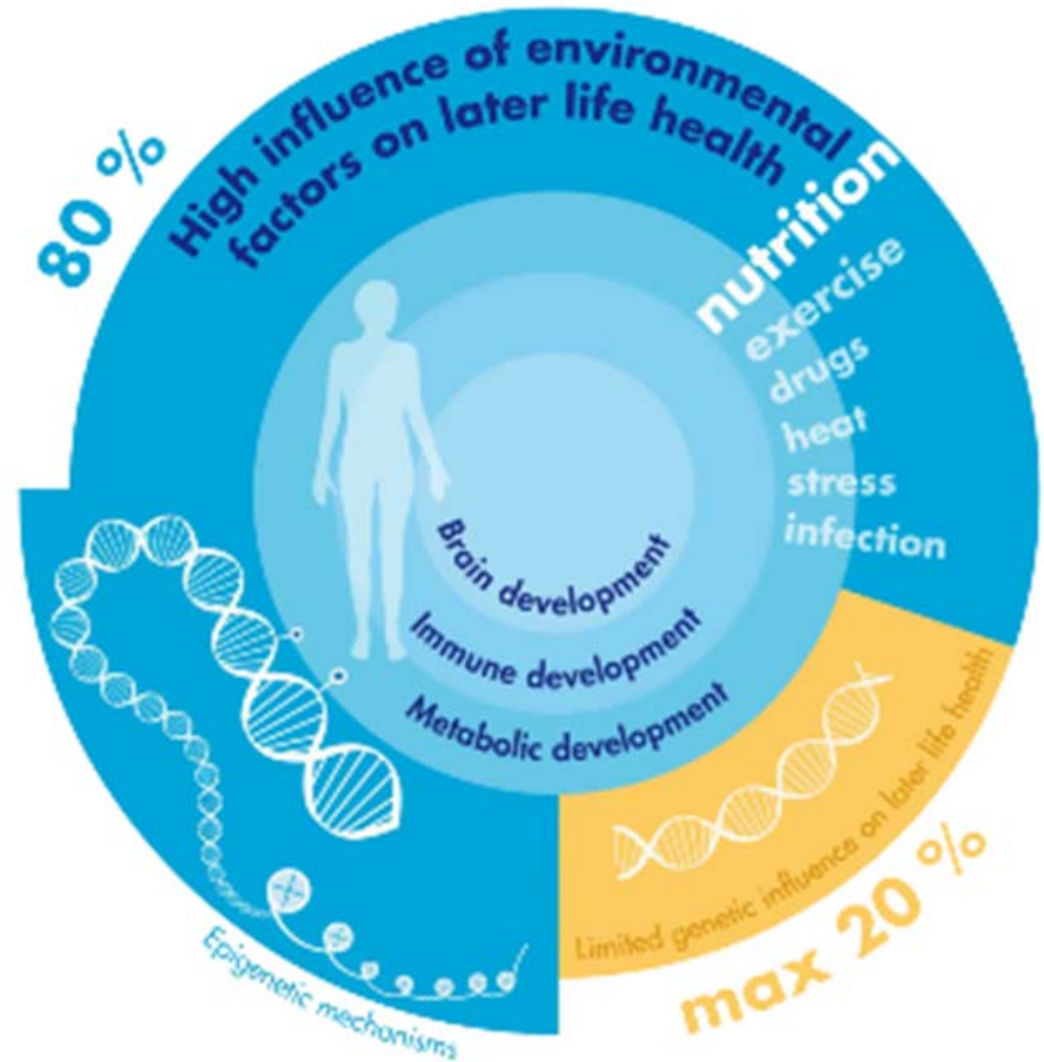 80 %
High influence of environmental
factors on later life health
nutrition
exercise
drugs
heat
stress
infection
Brain development
Immune development
Metabolic development
Limited genetic influence on later life health
max 20 %
Epigenetic mechanisms